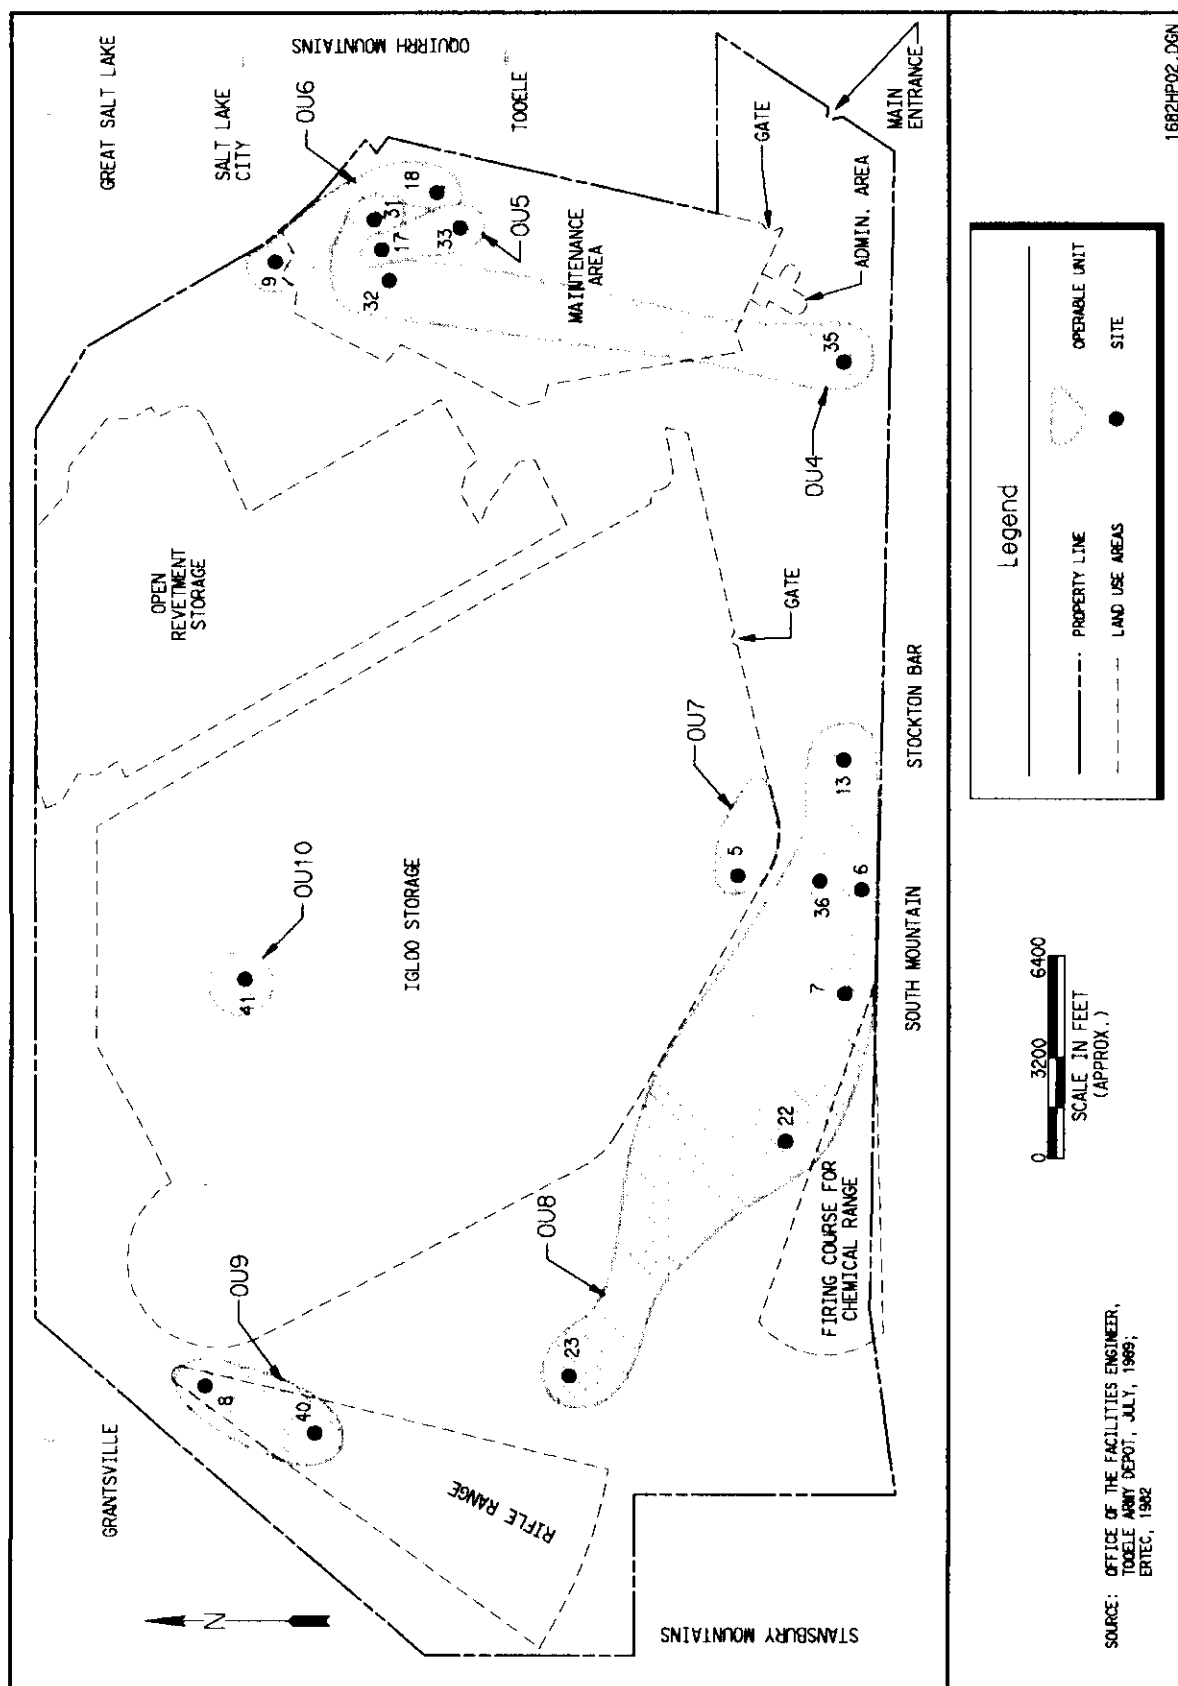 GREAT SALT LAKE
SALT LAKE
CITY
OQUIRRH MOUNTAINS
TOOELE
OU6
9
31
18
17
33
32
OU5
MAINTENANCE
AREA
GATE
ADMIN. AREA
MAIN
ENTRANCE
35
OU4
OPEN
REVETMENT
STORAGE
GATE
STOCKTON BAR
OU7
5
13
36
6
7
SOUTH MOUNTAIN
OU10
41
IGLOO STORAGE
22
FIRING COURSE FOR
CHEMICAL RANGE
OU8
23
OU9
8
40
GRANTSVILLE
RIFLE RANGE
N
STANSBURY MOUNTAINS
Legend
PROPERTY LINE
OPERABLE UNIT
LAND USE AREAS
SITE
0 3200 6400
SCALE IN FEET
(APPROX.)
SOURCE: OFFICE OF THE FACILITIES ENGINEER,
TOOELE ARMY DEPOT, JULY, 1989;
ERTEC, 1982
1682HP02.DGN